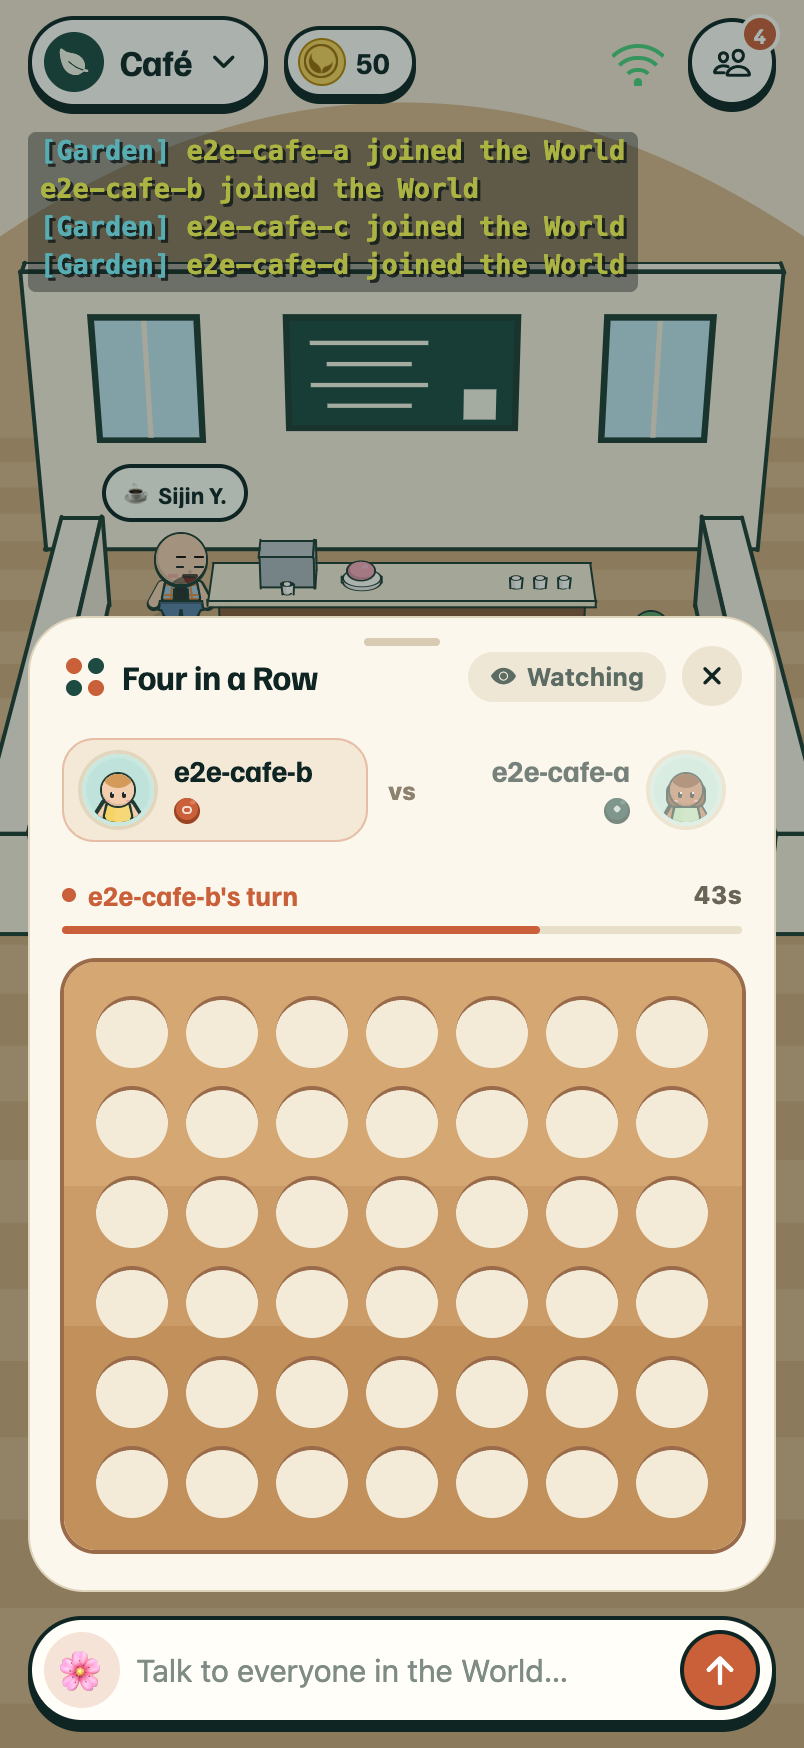 Café
50
4
[Garden] e2e-cafe-a joined the World
e2e-cafe-b joined the World
[Garden] e2e-cafe-c joined the World
[Garden] e2e-cafe-d joined the World
Sijin Y.
Four in a Row
Watching
e2e-cafe-b
vs
e2e-cafe-a
e2e-cafe-b's turn
43s
Talk to everyone in the World...